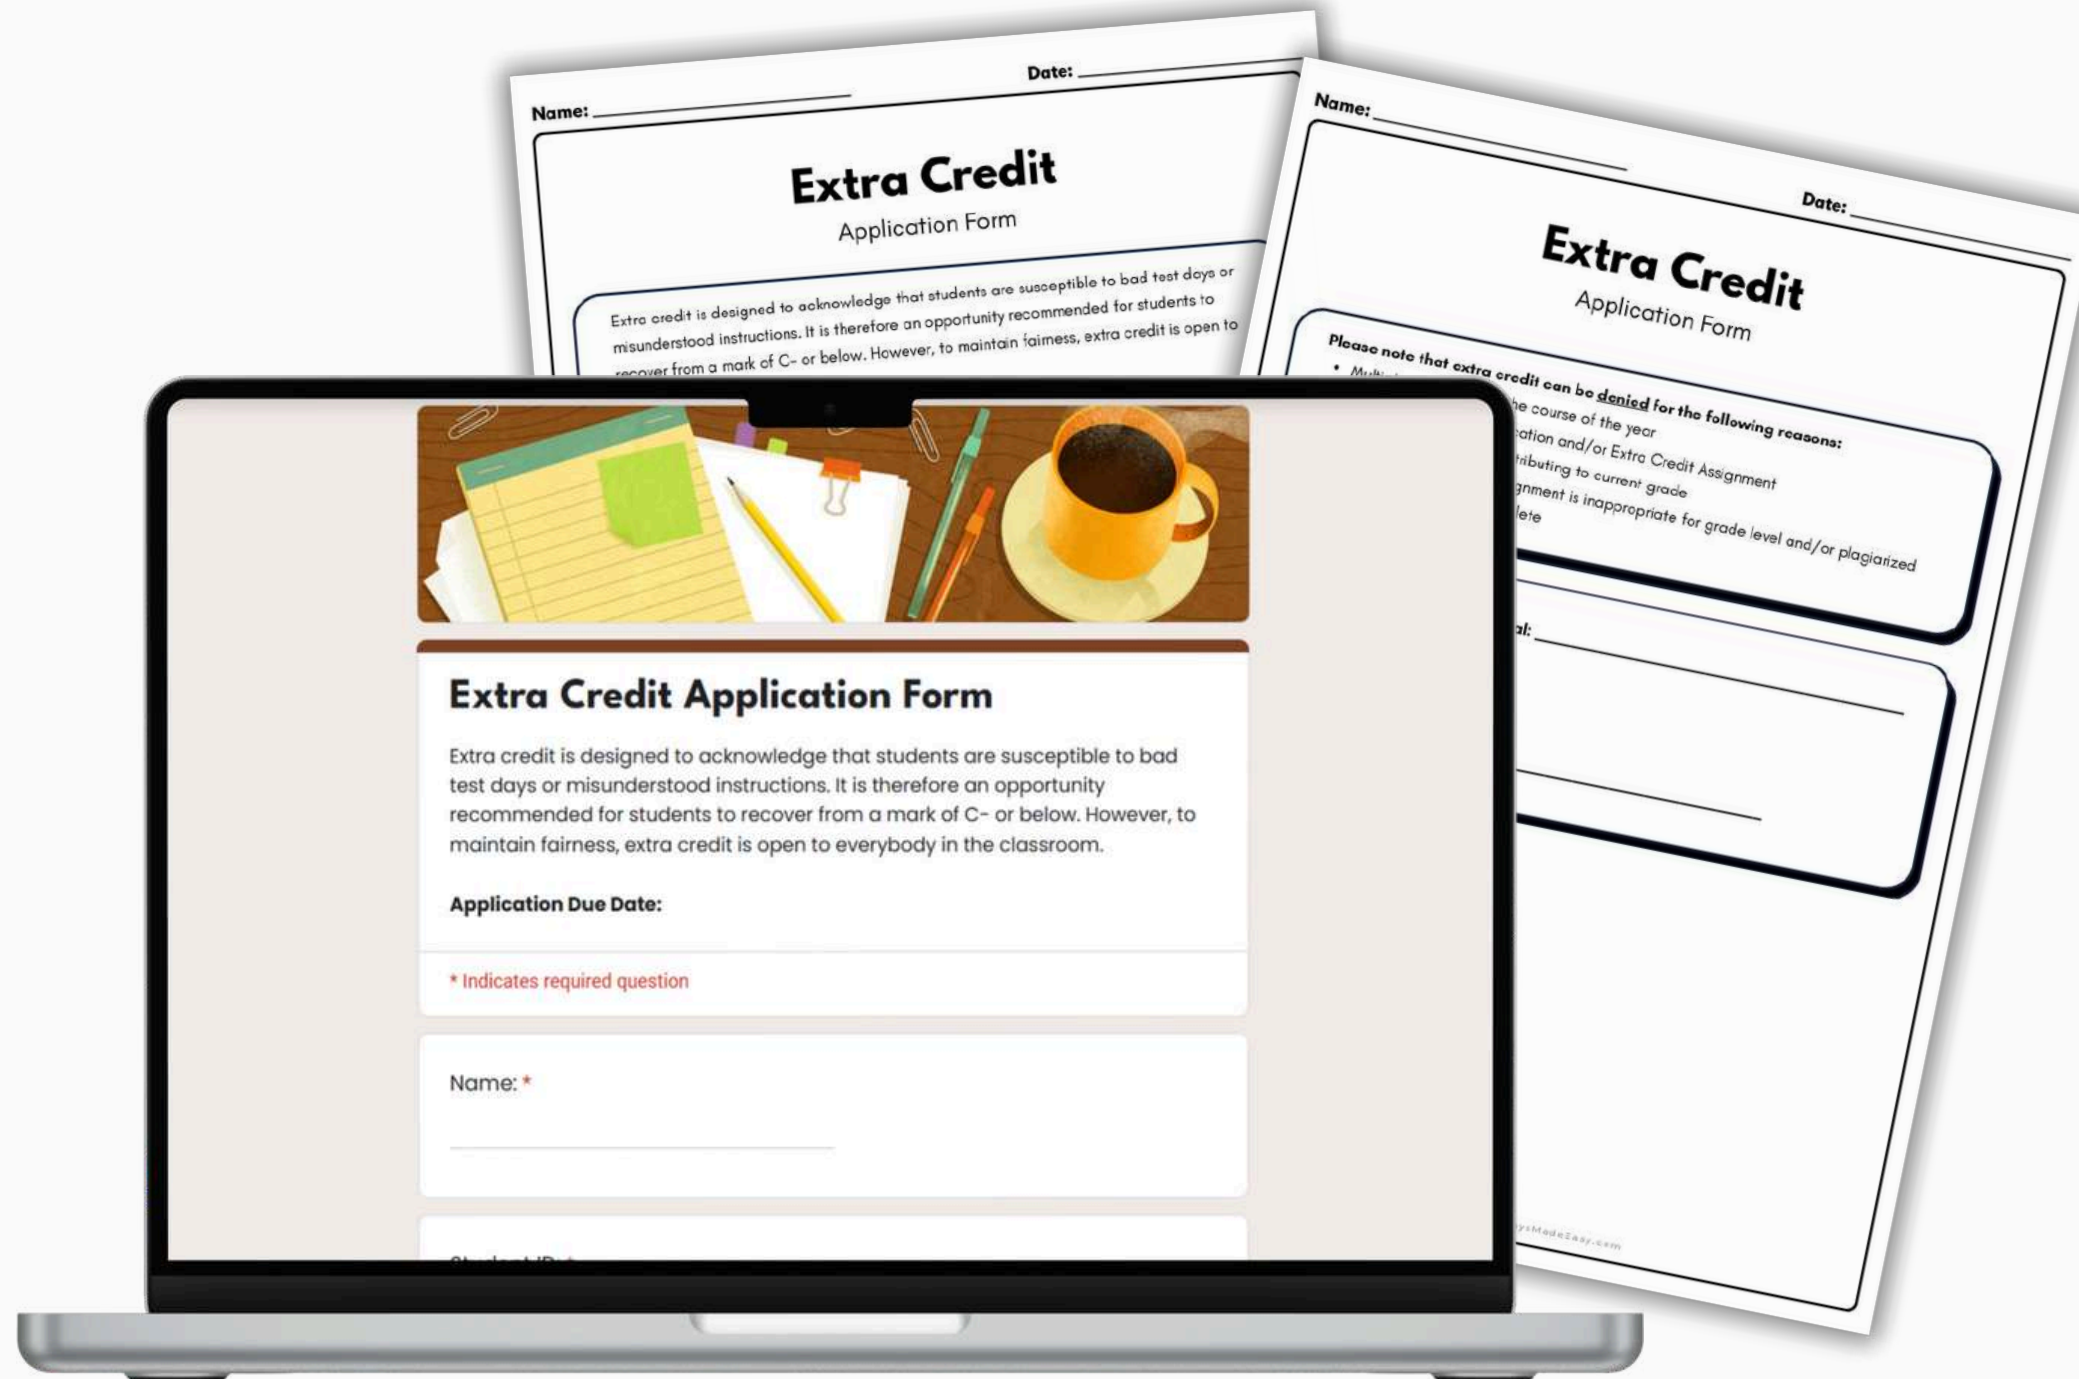 Name:
Date:
Extra Credit
Application Form
Extra credit is designed to acknowledge that students are susceptible to bad test days or
misunderstood instructions. It is therefore an opportunity recommended for students to
recover from a mark of C- or below. However, to maintain fairness, extra credit is open to
Name:
Date:
Extra Credit
Application Form
Please note that extra credit can be denied for the following reasons:
he course of the year
and/or Extra Credit Assignment
to current grade
is inappropriate for grade level and/or plagiarized
Extra Credit Application Form
Extra credit is designed to acknowledge that students are susceptible to bad
test days or misunderstood instructions. It is therefore an opportunity
recommended for students to recover from a mark of C- or below. However, to
maintain fairness, extra credit is open to everybody in the classroom.
Application Due Date:
* Indicates required question
Name: *